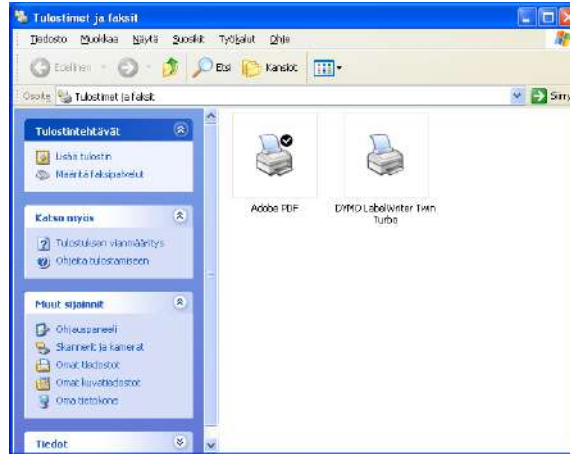 Tulostimet ja faksit
Tiedosto Muokkaa Näytä Suosikit Työkalut Ohje
Edellinen Etsi Kansiot
Osoite Tulostimet ja faksit Siirry
Tulostintehtävät
Lisää tulostin
Määritä faksipalvelut
Katso myös
Tulostuksen vianmääritys
Ohjeita tulostamiseen
Muut sijainnit
Ohjauspaneeli
Skannerit ja kamerat
Omat tiedostot
Omat kuvatiedostot
Oma tietokone
Tiedot
Adobe PDF
DYMO LabelWriter Twin
Turbo